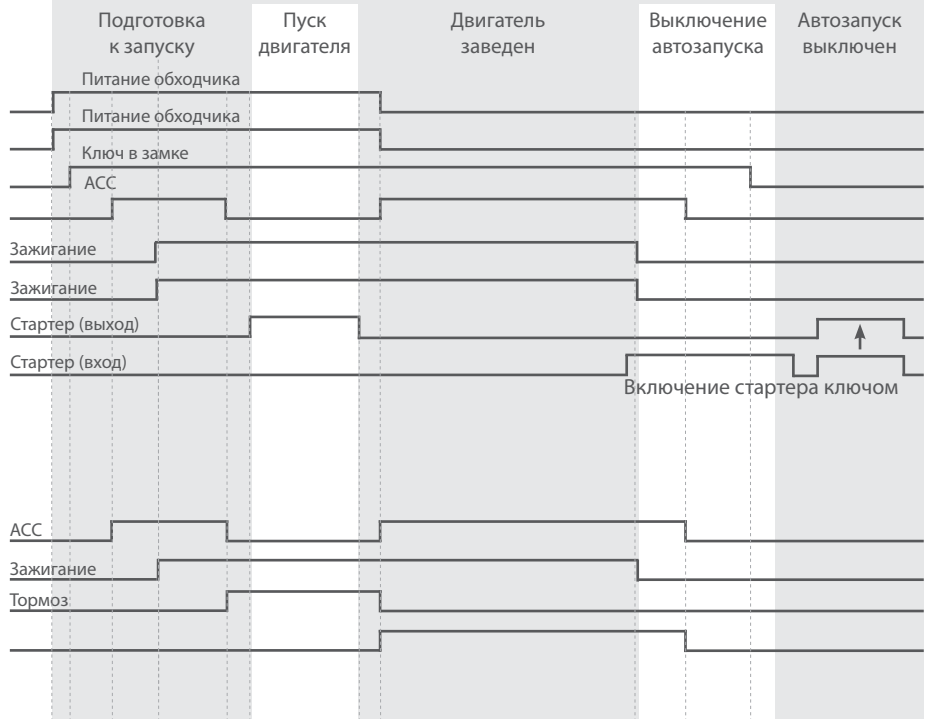 Подготовка
к запуску
Пуск
двигателя
Двигатель
заведен
Выключение
автозапуска
Автозапуск
выключен
Питание обходчика
Питание обходчика
Ключ в замке
ACC
Зажигание
Зажигание
Стартер (выход)
Стартер (вход)
Включение стартера ключом
ACC
Зажигание
Тормоз